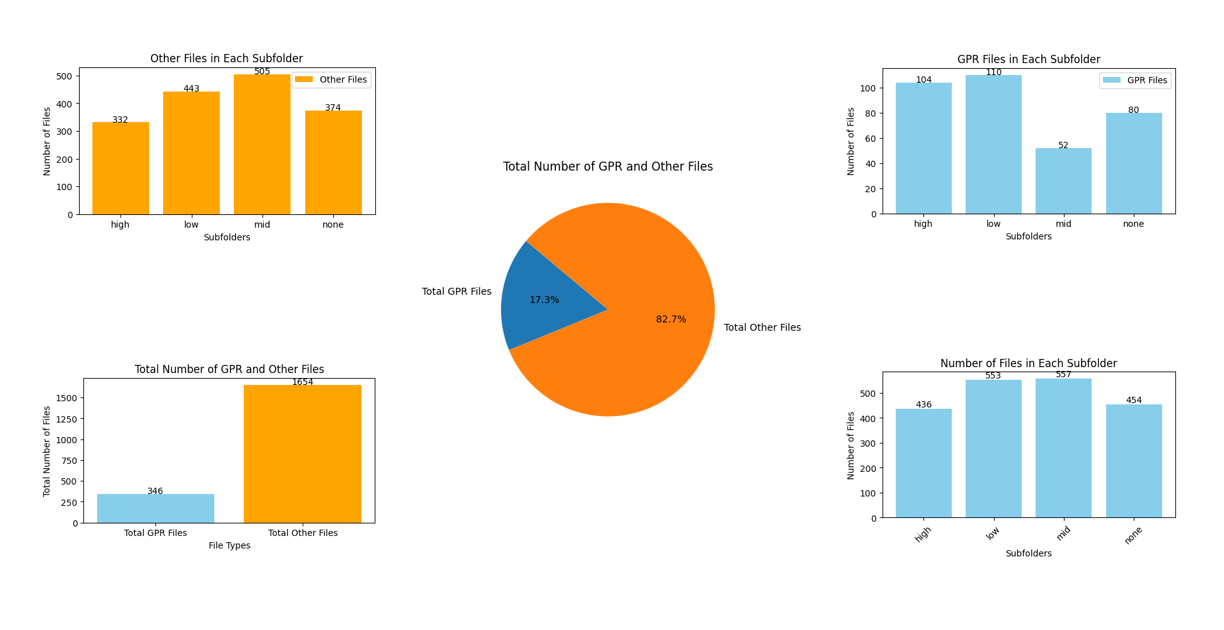 Other Files in Each Subfolder
Number of Files
500
400
300
200
100
0
332
443
505
374
Other Files
high low mid none
Subfolders
GPR Files in Each Subfolder
Number of Files
100
80
60
40
20
0
104
110
52
80
GPR Files
high low mid none
Subfolders
Total Number of GPR and Other Files
Total GPR Files
17.3%
82.7%
Total Other Files
Total Number of GPR and Other Files
Total Number of Files
1500
1250
1000
750
500
250
0
346
1654
Total GPR Files Total Other Files
File Types
Number of Files in Each Subfolder
Number of Files
500
400
300
200
100
0
436
553
557
454
high low mid none
Subfolders